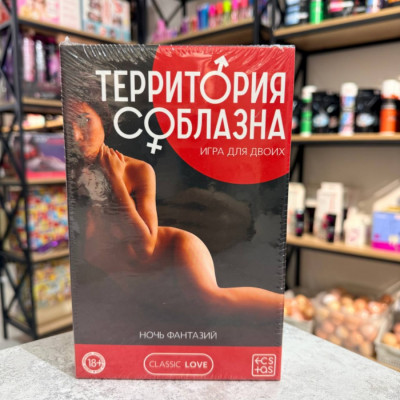 ТЕРРИТОРИЯ
СОБЛАЗНА
ИГРА ДЛЯ ДВОИХ
НОЧЬ ФАНТАЗИЙ
18+
CLASSIC LOVE